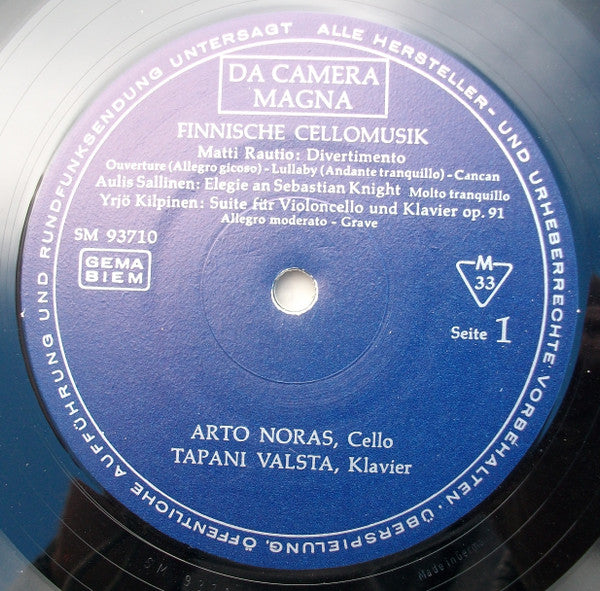 DA CAMERA
MAGNA
FINNISCHE CELLOMUSIK
Matti Rautio: Divertimento
Ouverture (Allegro gicoso) - Lullaby (Andante tranquillo) - Cancan
Aulis Sallinen: Elegie an Sebastian Knight Molto tranquillo
Yrjö Kilpinen: Suite für Violoncello und Klavier op. 91
Allegro moderato - Grave
SM 93710
GEMA
BIEM
M
33
Seite 1
ARTO NORAS, Cello
TAPANI VALSTA, Klavier
ALLE HERSTELLER- UND URHEBERRECHTE VORBEHALTEN · ÜBERSPIELUNG, ÖFFENTLICHE AUFFÜHRUNG UND RUNDFUNKSENDUNG UNTERSAGT
Made in